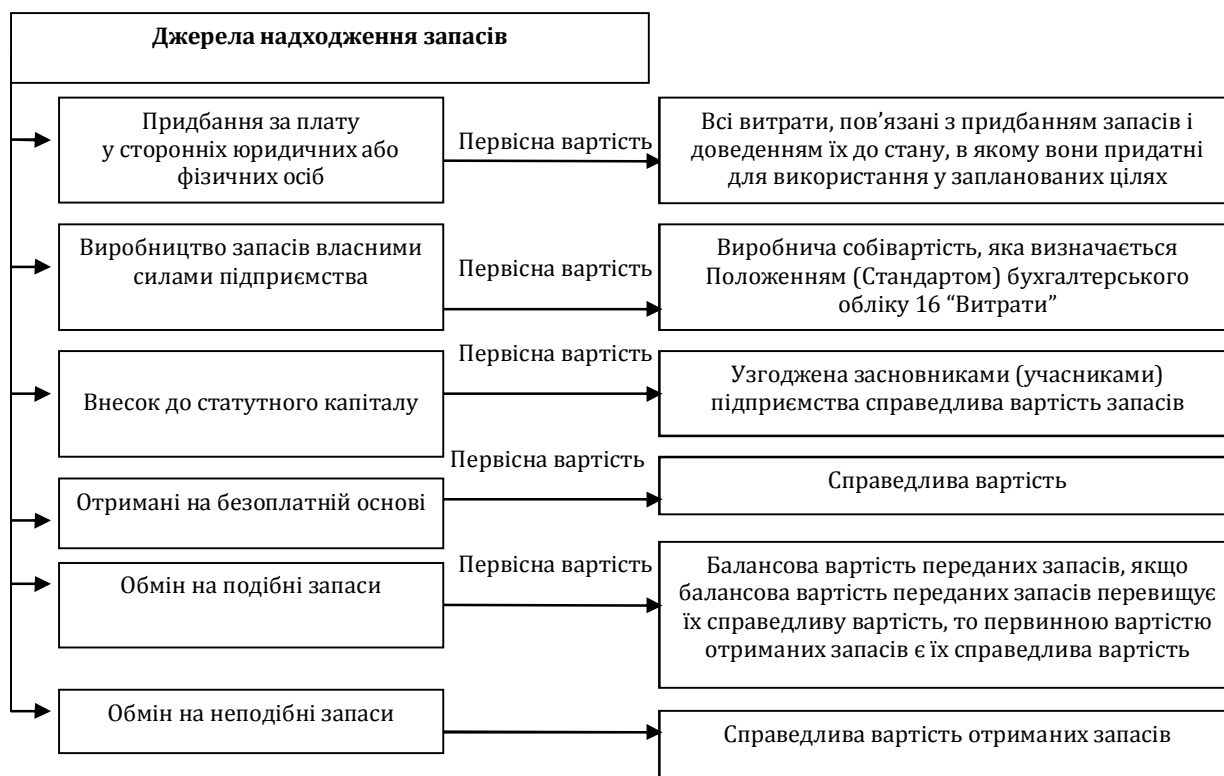 Джерела надходження запасів
Придбання за плату
у сторонніх юридичних або
фізичних осіб
Первісна вартість
Всі витрати, пов’язані з придбанням запасів і
доведенням їх до стану, в якому вони придатні
для використання у запланованих цілях
Виробництво запасів власними
силами підприємства
Первісна вартість
Виробнича собівартість, яка визначається
Положенням (Стандартом) бухгалтерського
обліку 16 “Витрати”
Внесок до статутного капіталу
Первісна вартість
Узгоджена засновниками (учасниками)
підприємства справедлива вартість запасів
Отримані на безоплатній основі
Первісна вартість
Справедлива вартість
Обмін на подібні запаси
Первісна вартість
Балансова вартість переданих запасів, якщо
балансова вартість переданих запасів перевищує
їх справедливу вартість, то первинною вартістю
отриманих запасів є їх справедлива вартість
Обмін на неподібні запаси
Справедлива вартість отриманих запасів